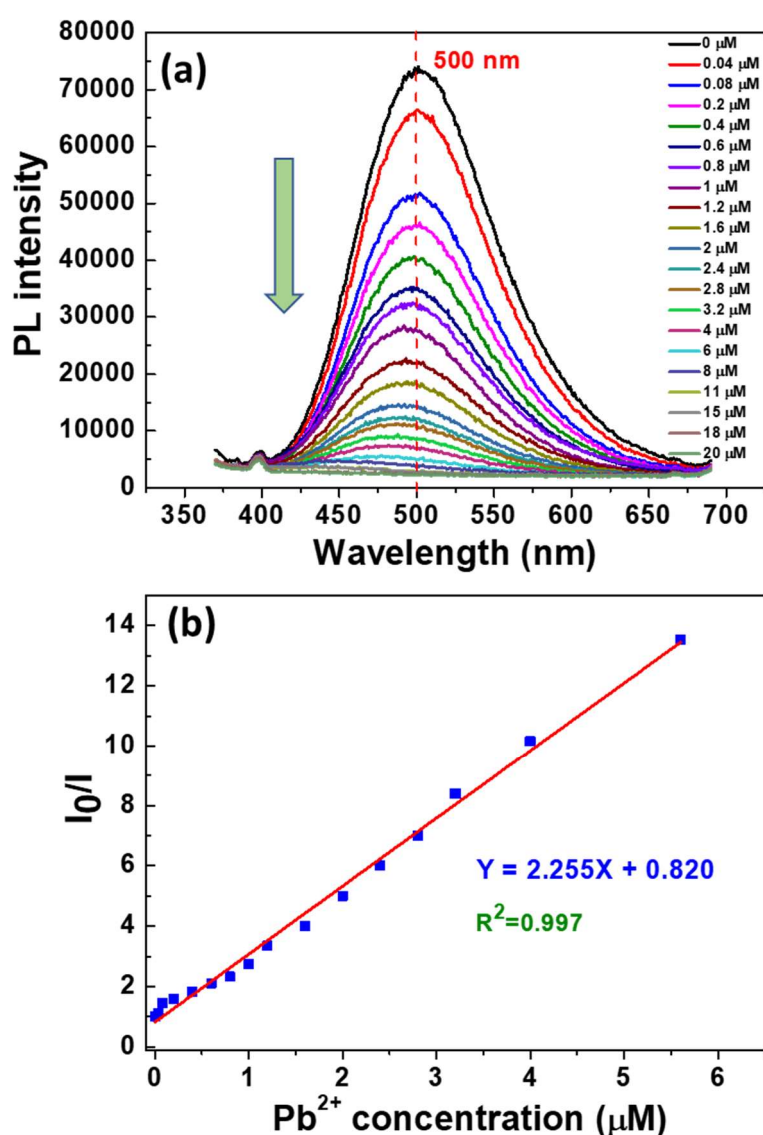 (a)
500 nm
80000
70000
60000
50000
40000
30000
20000
10000
0
PL intensity
0 μM
0.04 μM
0.08 μM
0.2 μM
0.4 μM
0.6 μM
0.8 μM
1 μM
1.2 μM
1.6 μM
2 μM
2.4 μM
2.8 μM
3.2 μM
4 μM
6 μM
8 μM
11 μM
15 μM
18 μM
20 μM
350 400 450 500 550 600 650 700
Wavelength (nm)
(b)
14
12
10
8
6
4
2
0
I₀/I
Y = 2.255X + 0.820
R²=0.997
0 1 2 3 4 5 6
Pb²⁺ concentration (μM)